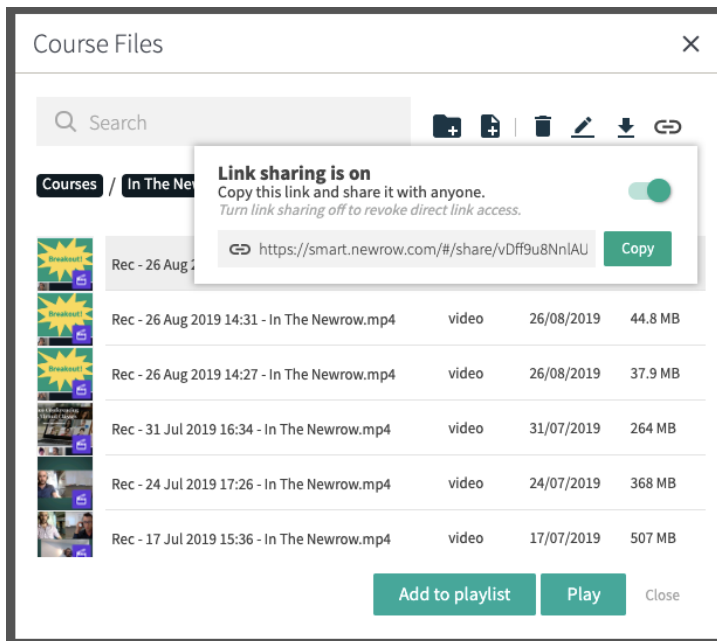 Course Files
Search
Link sharing is on
Copy this link and share it with anyone.
Turn link sharing off to revoke direct link access.
https://smart.newrow.com/#/share/vDff9u8NnlAU
Copy
Courses / In The New
Breakout!
Rec - 26 Aug 2
Breakout!
Rec - 26 Aug 2019 14:31 - In The Newrow.mp4 video 26/08/2019 44.8 MB
Breakout!
Rec - 26 Aug 2019 14:27 - In The Newrow.mp4 video 26/08/2019 37.9 MB
Rec - 31 Jul 2019 16:34 - In The Newrow.mp4 video 31/07/2019 264 MB
Rec - 24 Jul 2019 17:26 - In The Newrow.mp4 video 24/07/2019 368 MB
Rec - 17 Jul 2019 15:36 - In The Newrow.mp4 video 17/07/2019 507 MB
Add to playlist Play Close